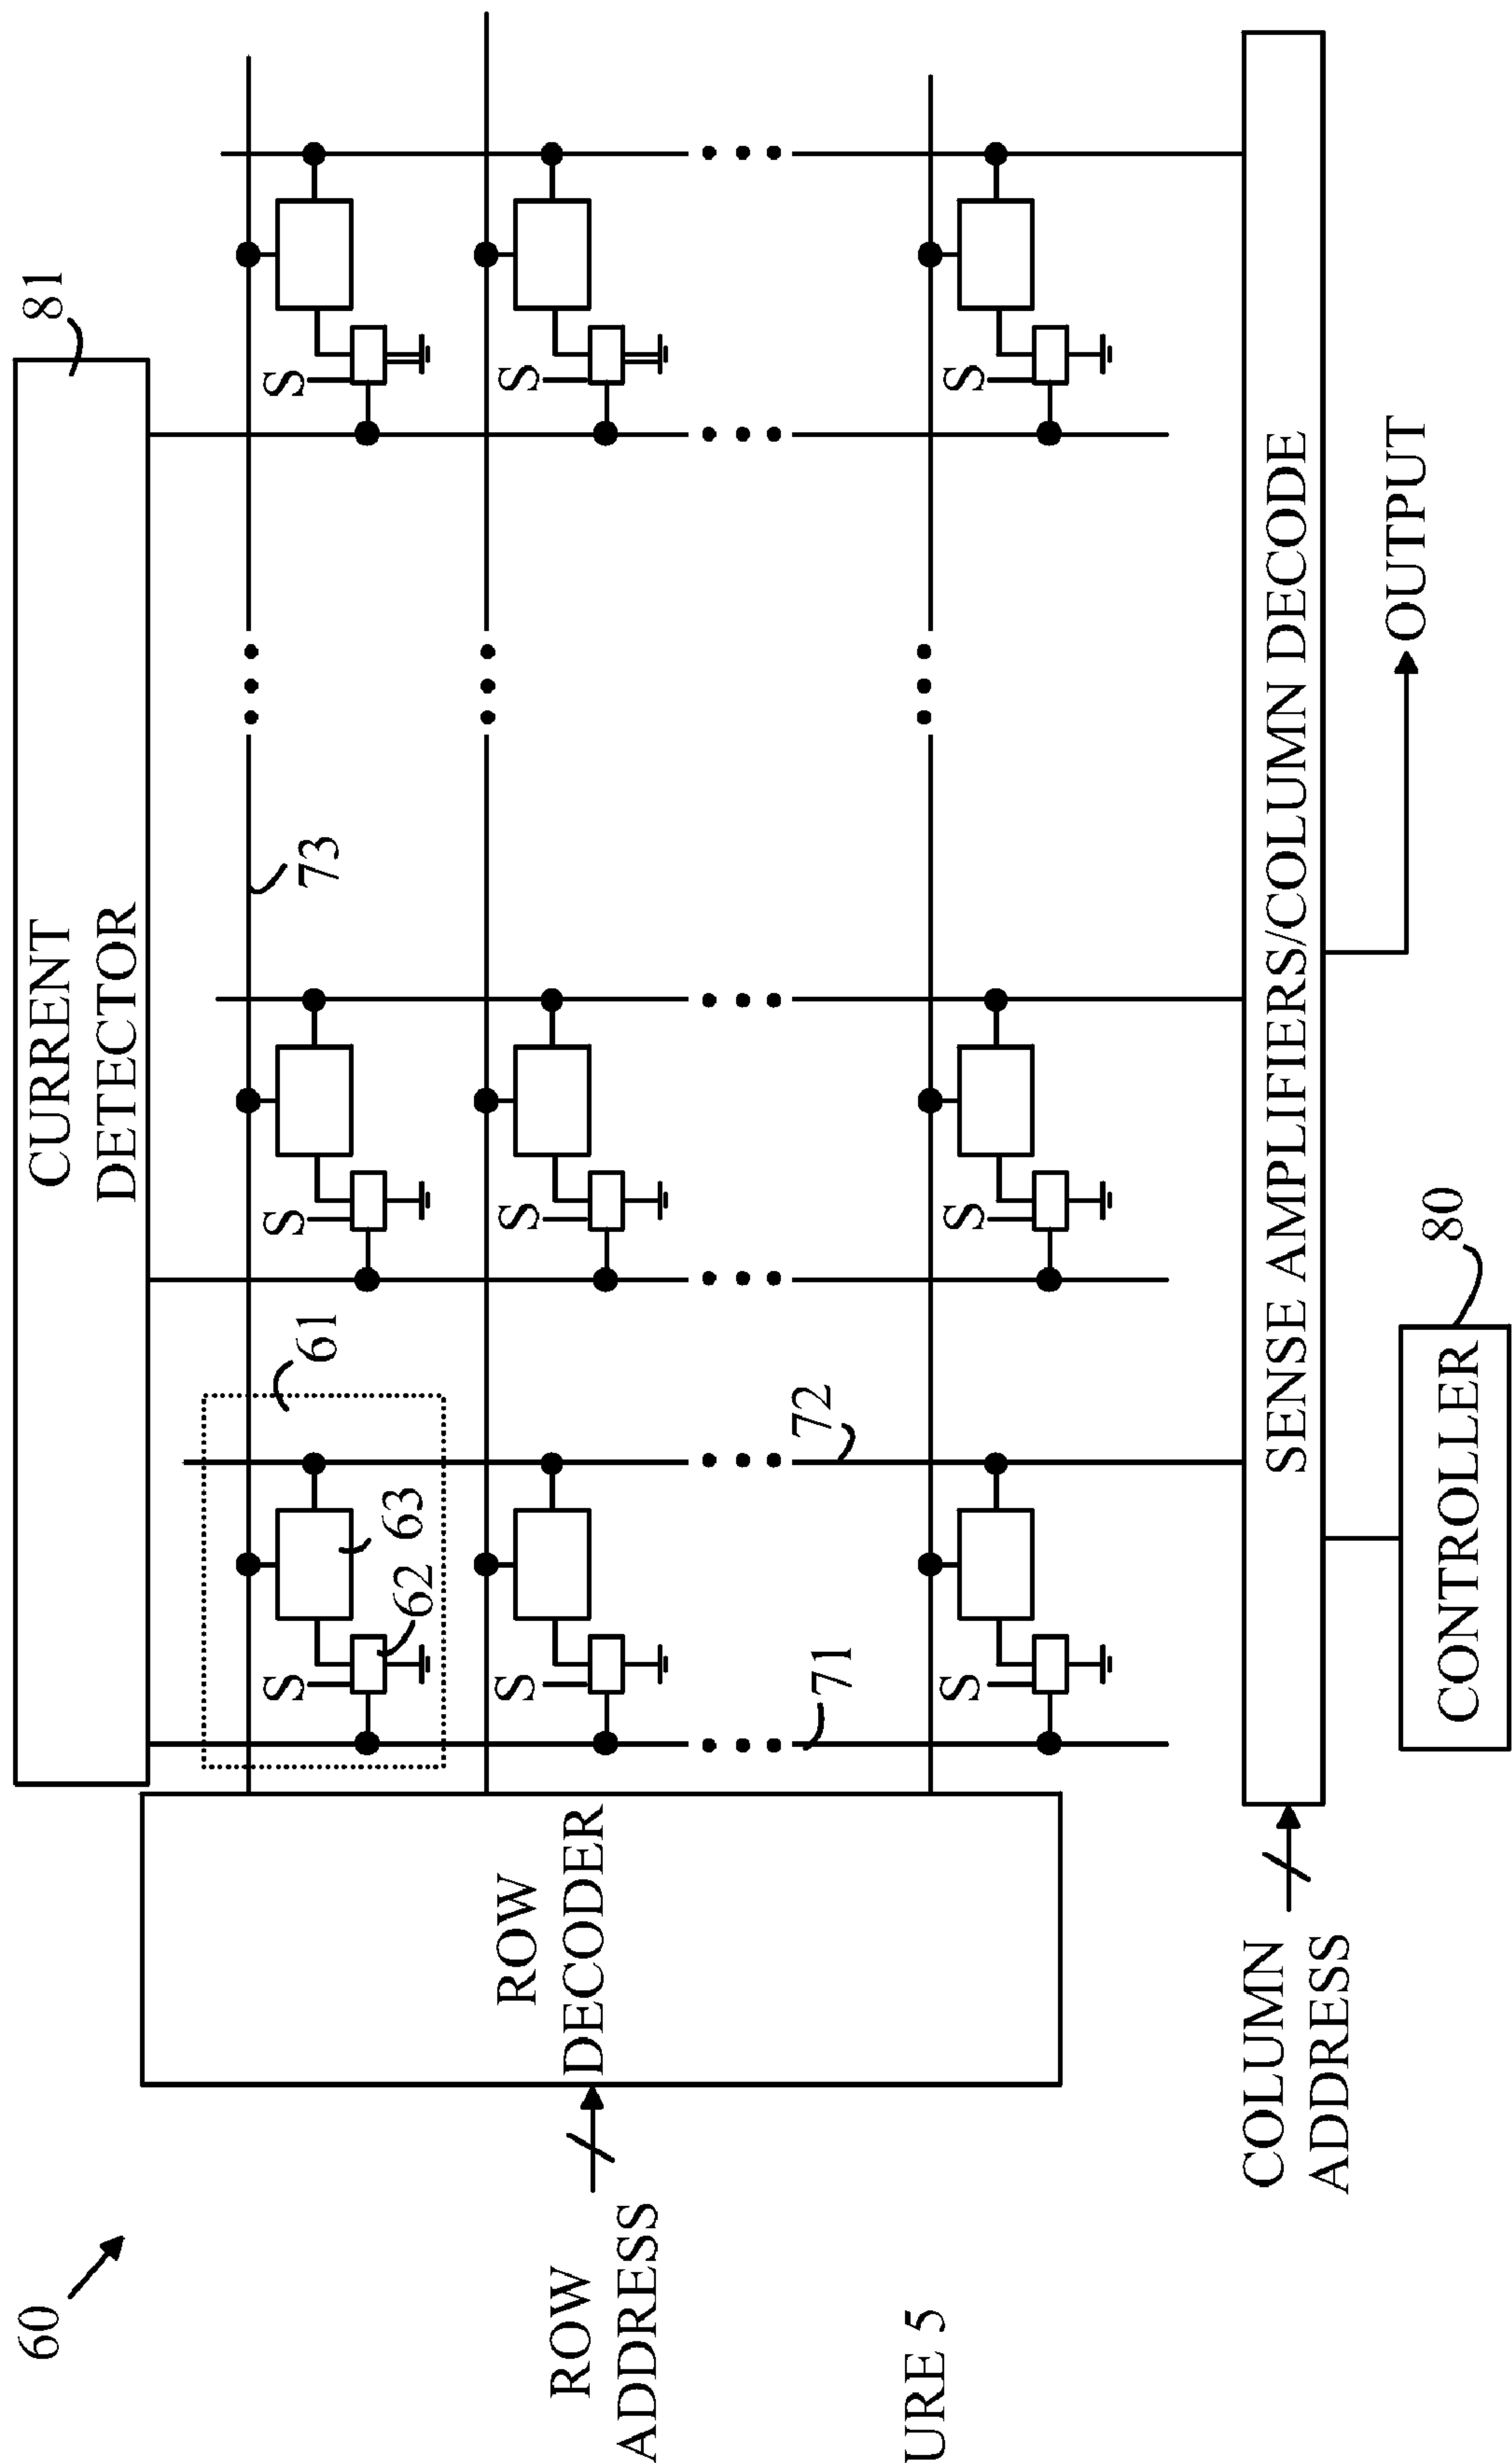 60
CURRENT
DETECTOR
81
73
61
S
S
S
63
62
S
S
S
72
S
S
S
71
ROW
DECODER
ROW
ADDRESS
SENSE AMPLIFIERS/COLUMN DECODE
COLUMN
ADDRESS
OUTPUT
CONTROLLER
80
URE 5